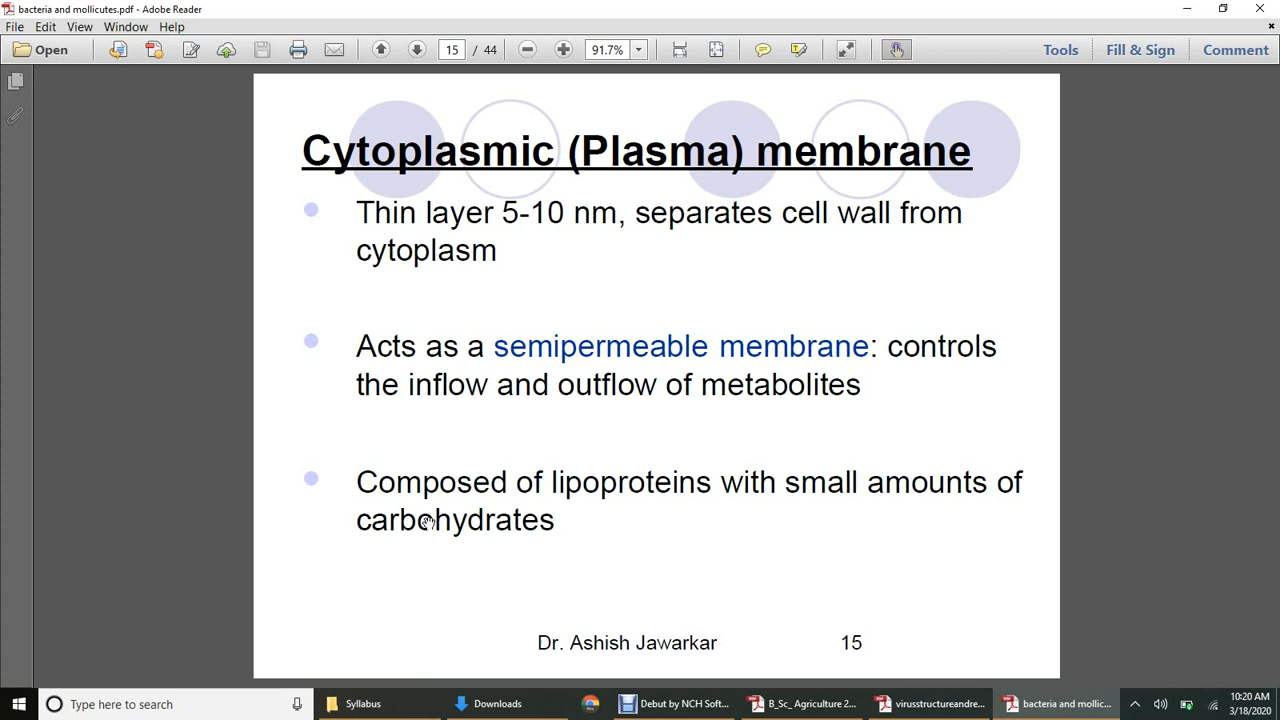 bacteria and mollicutes.pdf - Adobe Reader
File Edit View Window Help
Open 15 / 44 91.7% Tools Fill & Sign Comment
Cytoplasmic (Plasma) membrane
Thin layer 5-10 nm, separates cell wall from
cytoplasm
Acts as a semipermeable membrane: controls
the inflow and outflow of metabolites
Composed of lipoproteins with small amounts of
carbohydrates
Dr. Ashish Jawarkar 15
Type here to search Syllabus Downloads Debut by NCH Soft... B_Sc_ Agriculture 2... virusstructureandre... bacteria and mollic... 10:20 AM
3/18/2020